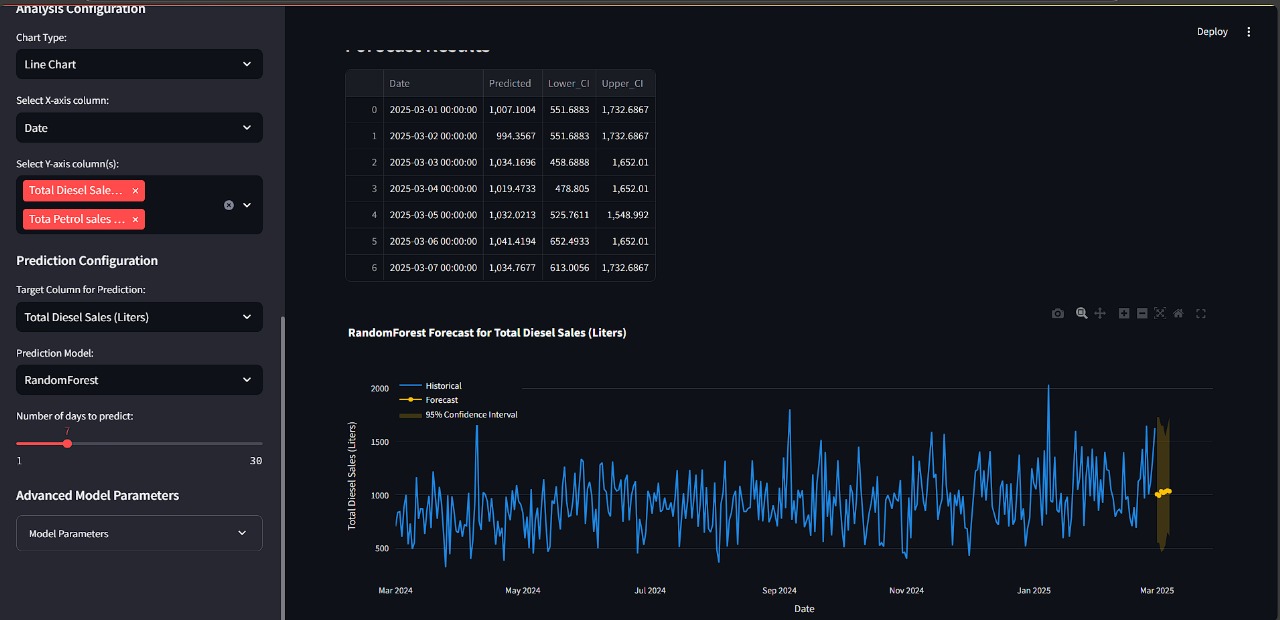 Analysis Configuration
Chart Type:
Line Chart
Select X-axis column:
Date
Select Y-axis column(s):
Total Diesel Sale... ×
Tota Petrol sales ... ×
Prediction Configuration
Target Column for Prediction:
Total Diesel Sales (Liters)
Prediction Model:
RandomForest
Number of days to predict:
7
1 30
Advanced Model Parameters
Model Parameters
Deploy
Forecast Results
Date Predicted Lower_CI Upper_CI
0 2025-03-01 00:00:00 1,007.1004 551.6883 1,732.6867
1 2025-03-02 00:00:00 994.3567 551.6883 1,732.6867
2 2025-03-03 00:00:00 1,034.1696 458.6888 1,652.01
3 2025-03-04 00:00:00 1,019.4733 478.805 1,652.01
4 2025-03-05 00:00:00 1,032.0213 525.7611 1,548.992
5 2025-03-06 00:00:00 1,041.4194 652.4933 1,652.01
6 2025-03-07 00:00:00 1,034.7677 613.0056 1,732.6867
RandomForest Forecast for Total Diesel Sales (Liters)
Historical
Forecast
95% Confidence Interval
Total Diesel Sales (Liters)
2000
1500
1000
500
Mar 2024 May 2024 Jul 2024 Sep 2024 Nov 2024 Jan 2025 Mar 2025
Date